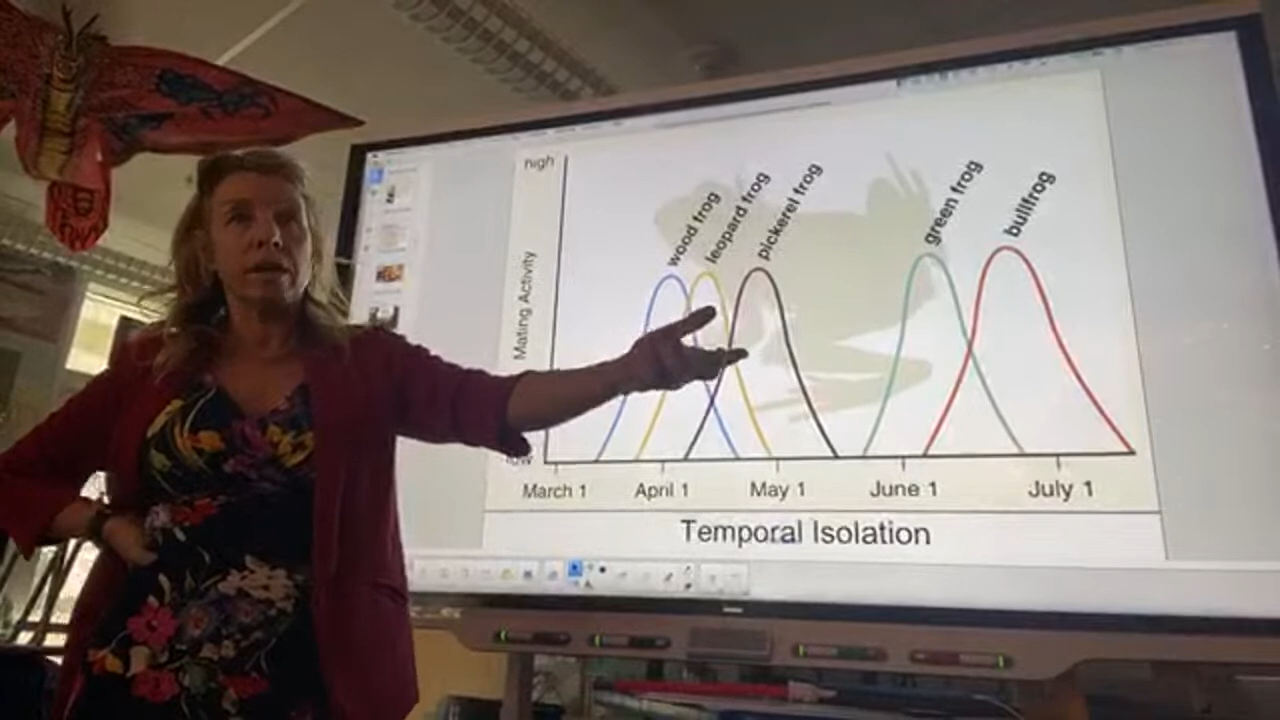 high
wood frog
leopard frog
pickerel frog
green frog
bullfrog
Mating Activity
low
March 1
April 1
May 1
June 1
July 1
Temporal Isolation